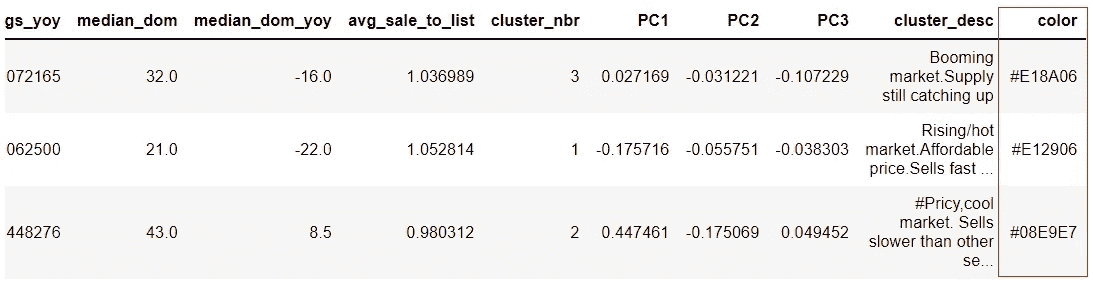 gs_yoy median_dom median_dom_yoy avg_sale_to_list cluster_nbr PC1 PC2 PC3 cluster_desc color
Booming
072165 32.0 -16.0 1.036989 3 0.027169 -0.031221 -0.107229 market.Supply #E18A06
still catching up
Rising/hot
062500 21.0 -22.0 1.052814 1 -0.175716 -0.055751 -0.038303 market.Affordable #E12906
price.Sells fast ...
#Pricy,cool
448276 43.0 8.5 0.980312 2 0.447461 -0.175069 0.049452 market. Sells #08E9E7
slower than other
se...